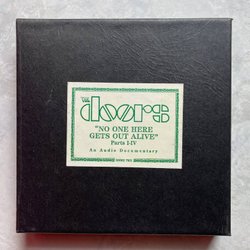 THE
doors
"NO ONE HERE
GETS OUT ALIVE"
Parts I-IV
An Audio Documentary